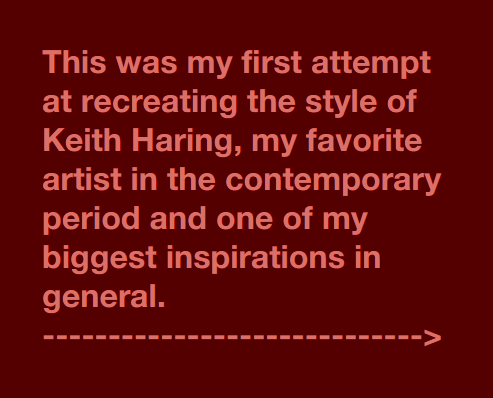 This was my first attempt
at recreating the style of
Keith Haring, my favorite
artist in the contemporary
period and one of my
biggest inspirations in
general.
----------------------------->